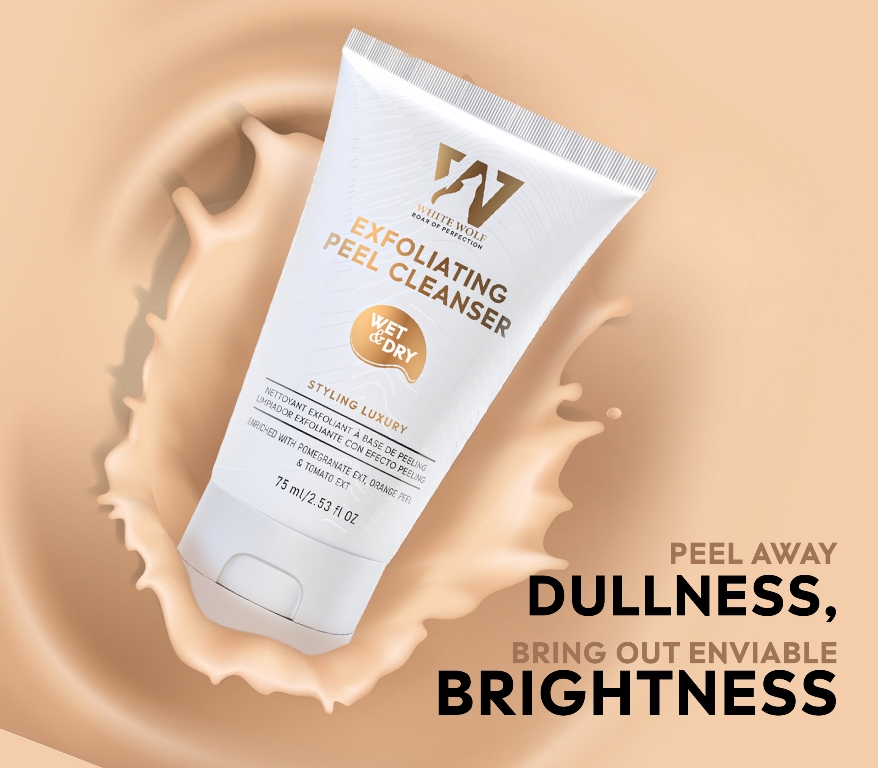 WHITE WOLF
ROAR OF PERFECTION
EXFOLIATING
PEEL CLEANSER
WET
&
DRY
STYLING LUXURY
NETTOYANT EXFOLIANT À BASE DE PEELING
LIMPIADOR EXFOLIANTE CON EFECTO PEELING
ENRICHED WITH POMEGRANATE EXT, ORANGE PEEL
& TOMATO EXT
75 ml/2.53 fl OZ
PEEL AWAY
DULLNESS,
BRING OUT ENVIABLE
BRIGHTNESS